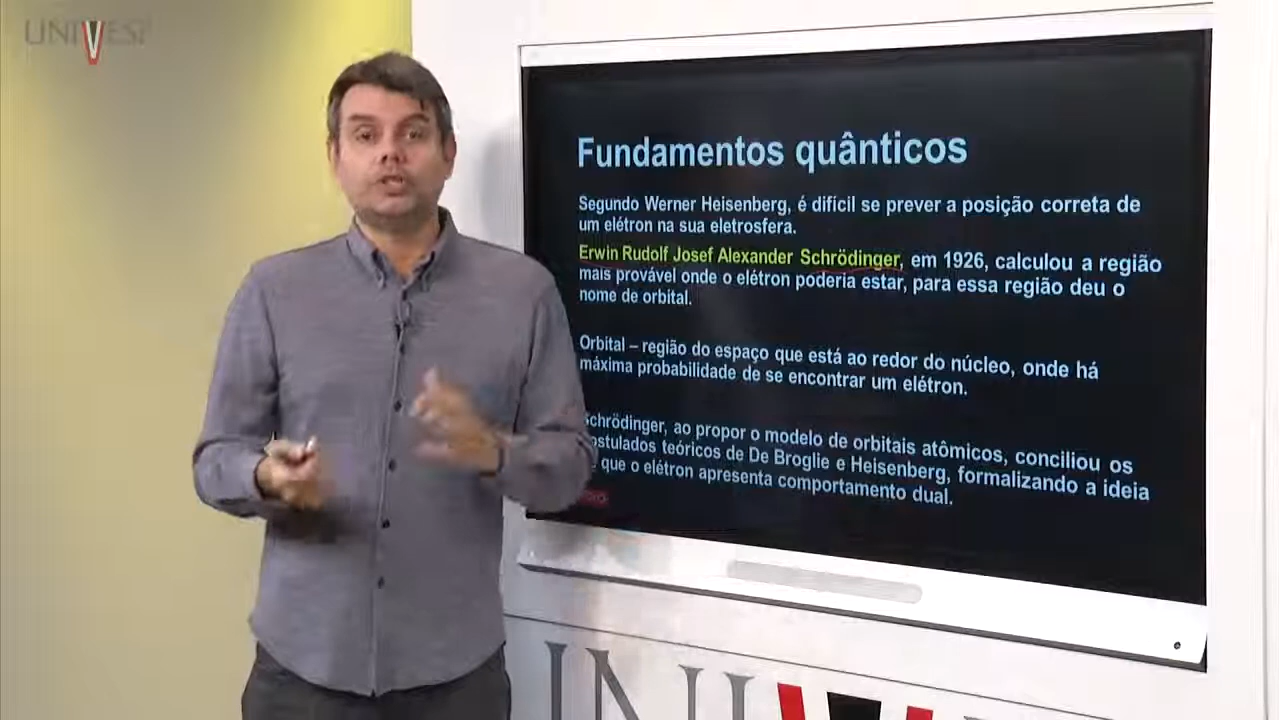 UNIVESP
Fundamentos quânticos
Segundo Werner Heisenberg, é difícil se prever a posição correta de
um elétron na sua eletrosfera.
Erwin Rudolf Josef Alexander Schrödinger, em 1926, calculou a região
mais provável onde o elétron poderia estar, para essa região deu o
nome de orbital.
Orbital – região do espaço que está ao redor do núcleo, onde há
máxima probabilidade de se encontrar um elétron.
Schrödinger, ao propor o modelo de orbitais atômicos, conciliou os
postulados teóricos de De Broglie e Heisenberg, formalizando a ideia
que o elétron apresenta comportamento dual.